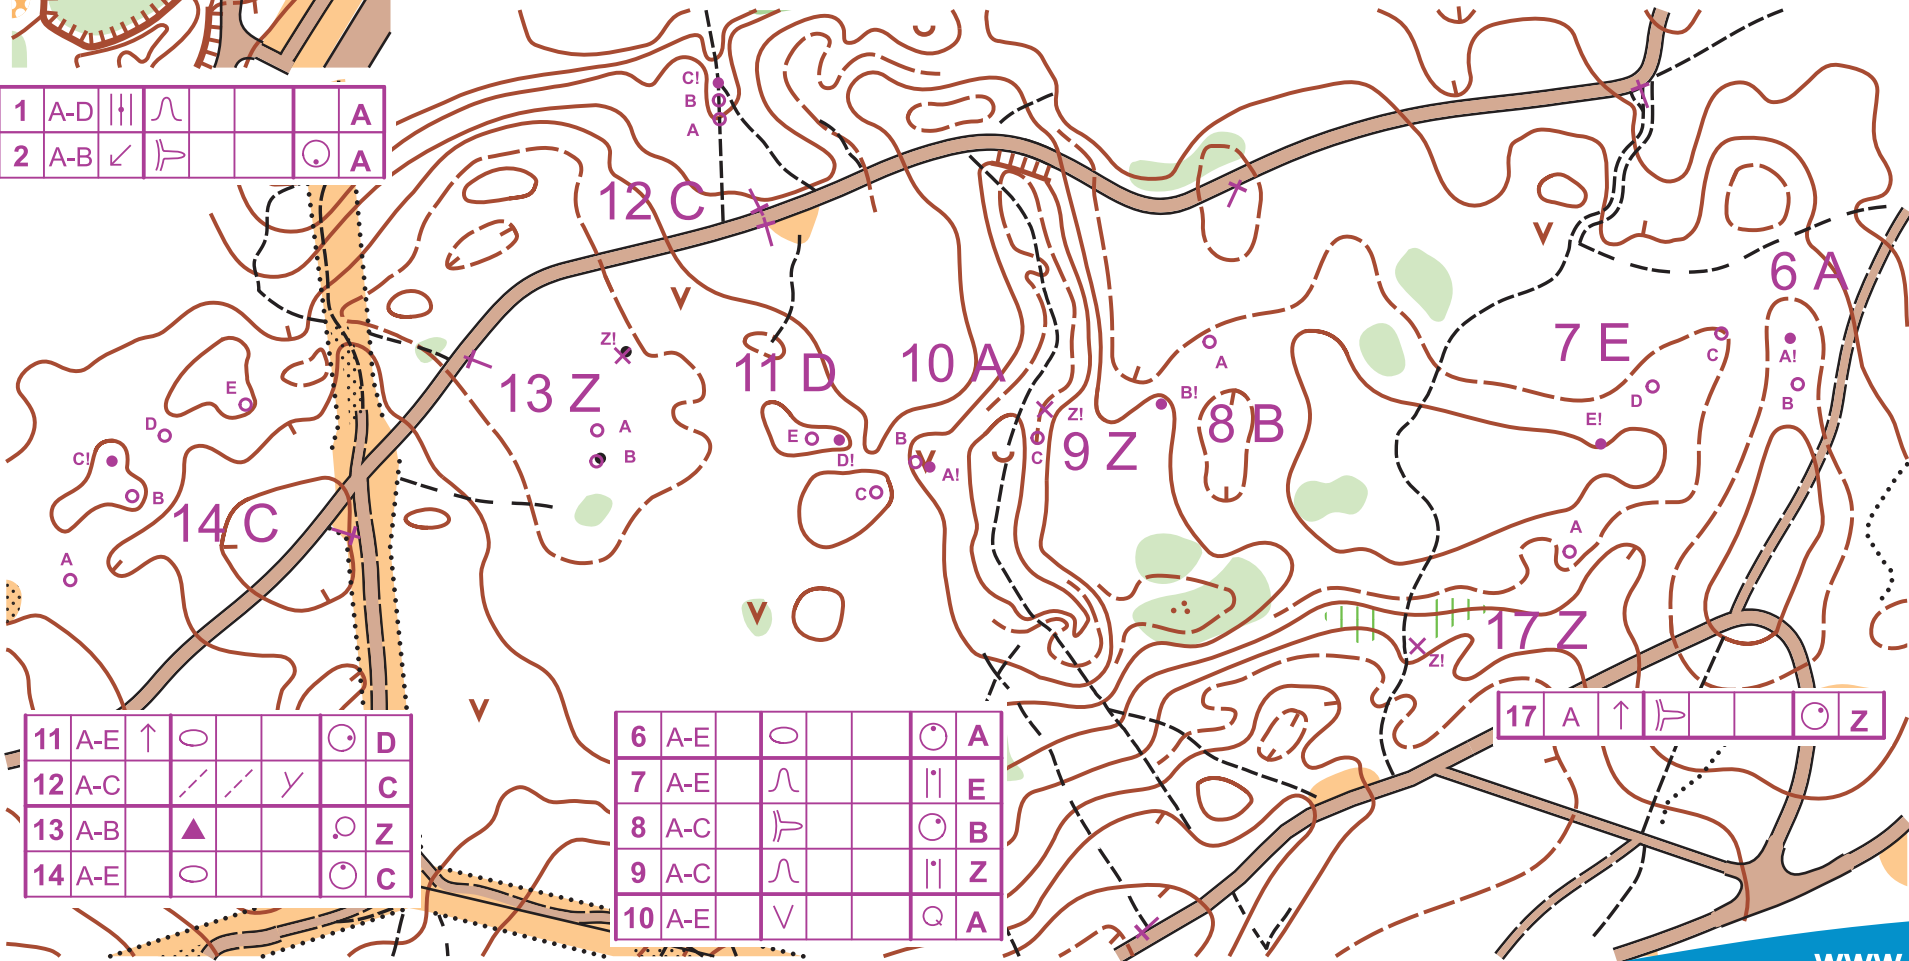 1 A-D A
2 A-B A
C!
B
A
12 C
6 A
Z!
7 E
C
A!
11 D
10 A
A
13 Z
E
D
B!
8 B
D
B
Z!
A
E
B
E!
C!
B
D!
C
9 Z
A!
B
C
14 C
A
A
17 Z
Z!
17 A Z
11 A-E D
12 A-C C
13 A-B Z
14 A-E C
6 A-E A
7 A-E E
8 A-C B
9 A-C Z
10 A-E A
www